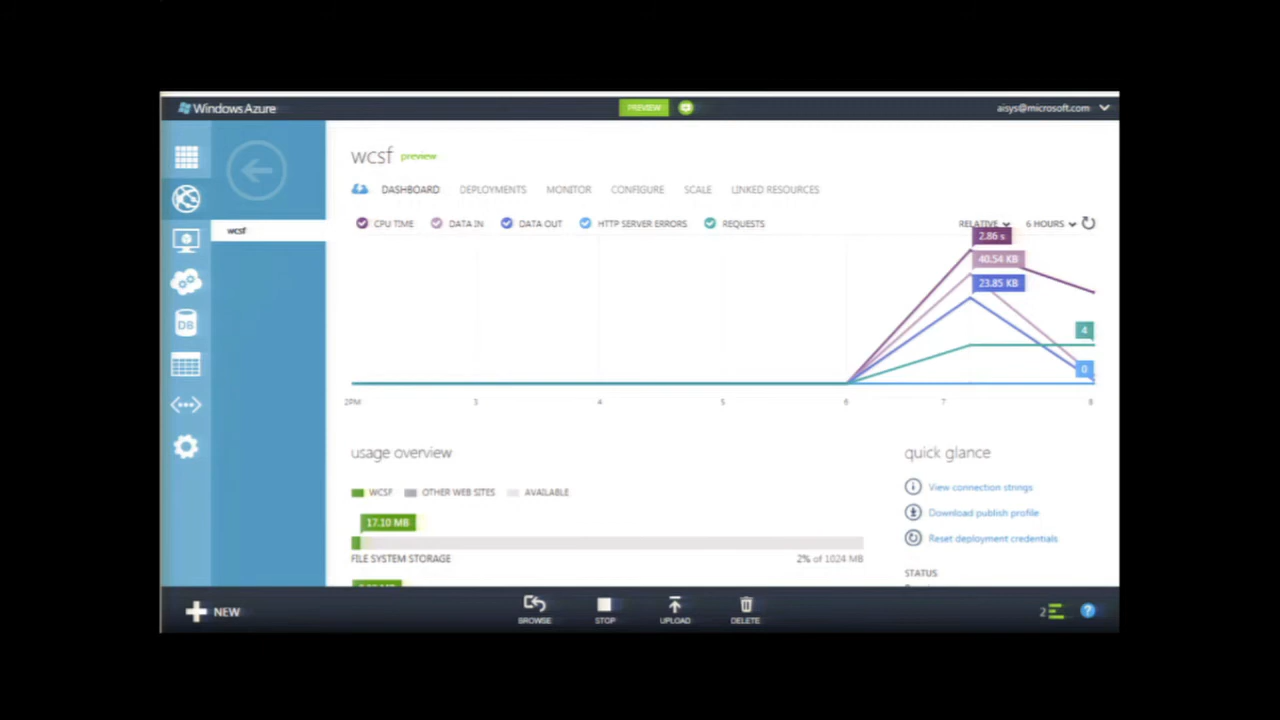 Windows Azure
PREVIEW
aisys@microsoft.com
wcsf
wcsf preview
DASHBOARD DEPLOYMENTS MONITOR CONFIGURE SCALE LINKED RESOURCES
CPU TIME DATA IN DATA OUT HTTP SERVER ERRORS REQUESTS
RELATIVE 6 HOURS
2.86 s
40.54 KB
23.85 KB
4
0
2PM 3 4 5 6 7 8
usage overview
WCSF OTHER WEB SITES AVAILABLE
17.10 MB
FILE SYSTEM STORAGE 2% of 1024 MB
quick glance
View connection strings
Download publish profile
Reset deployment credentials
STATUS
DB
NEW
BROWSE STOP UPLOAD DELETE
2
?